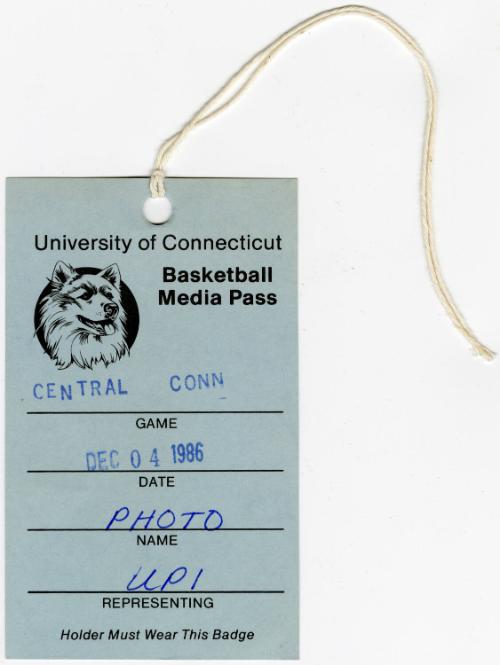 University of Connecticut
Basketball
Media Pass
CENTRAL CONN
GAME
DEC 04 1986
DATE
PHOTO
NAME
UPI
REPRESENTING
Holder Must Wear This Badge